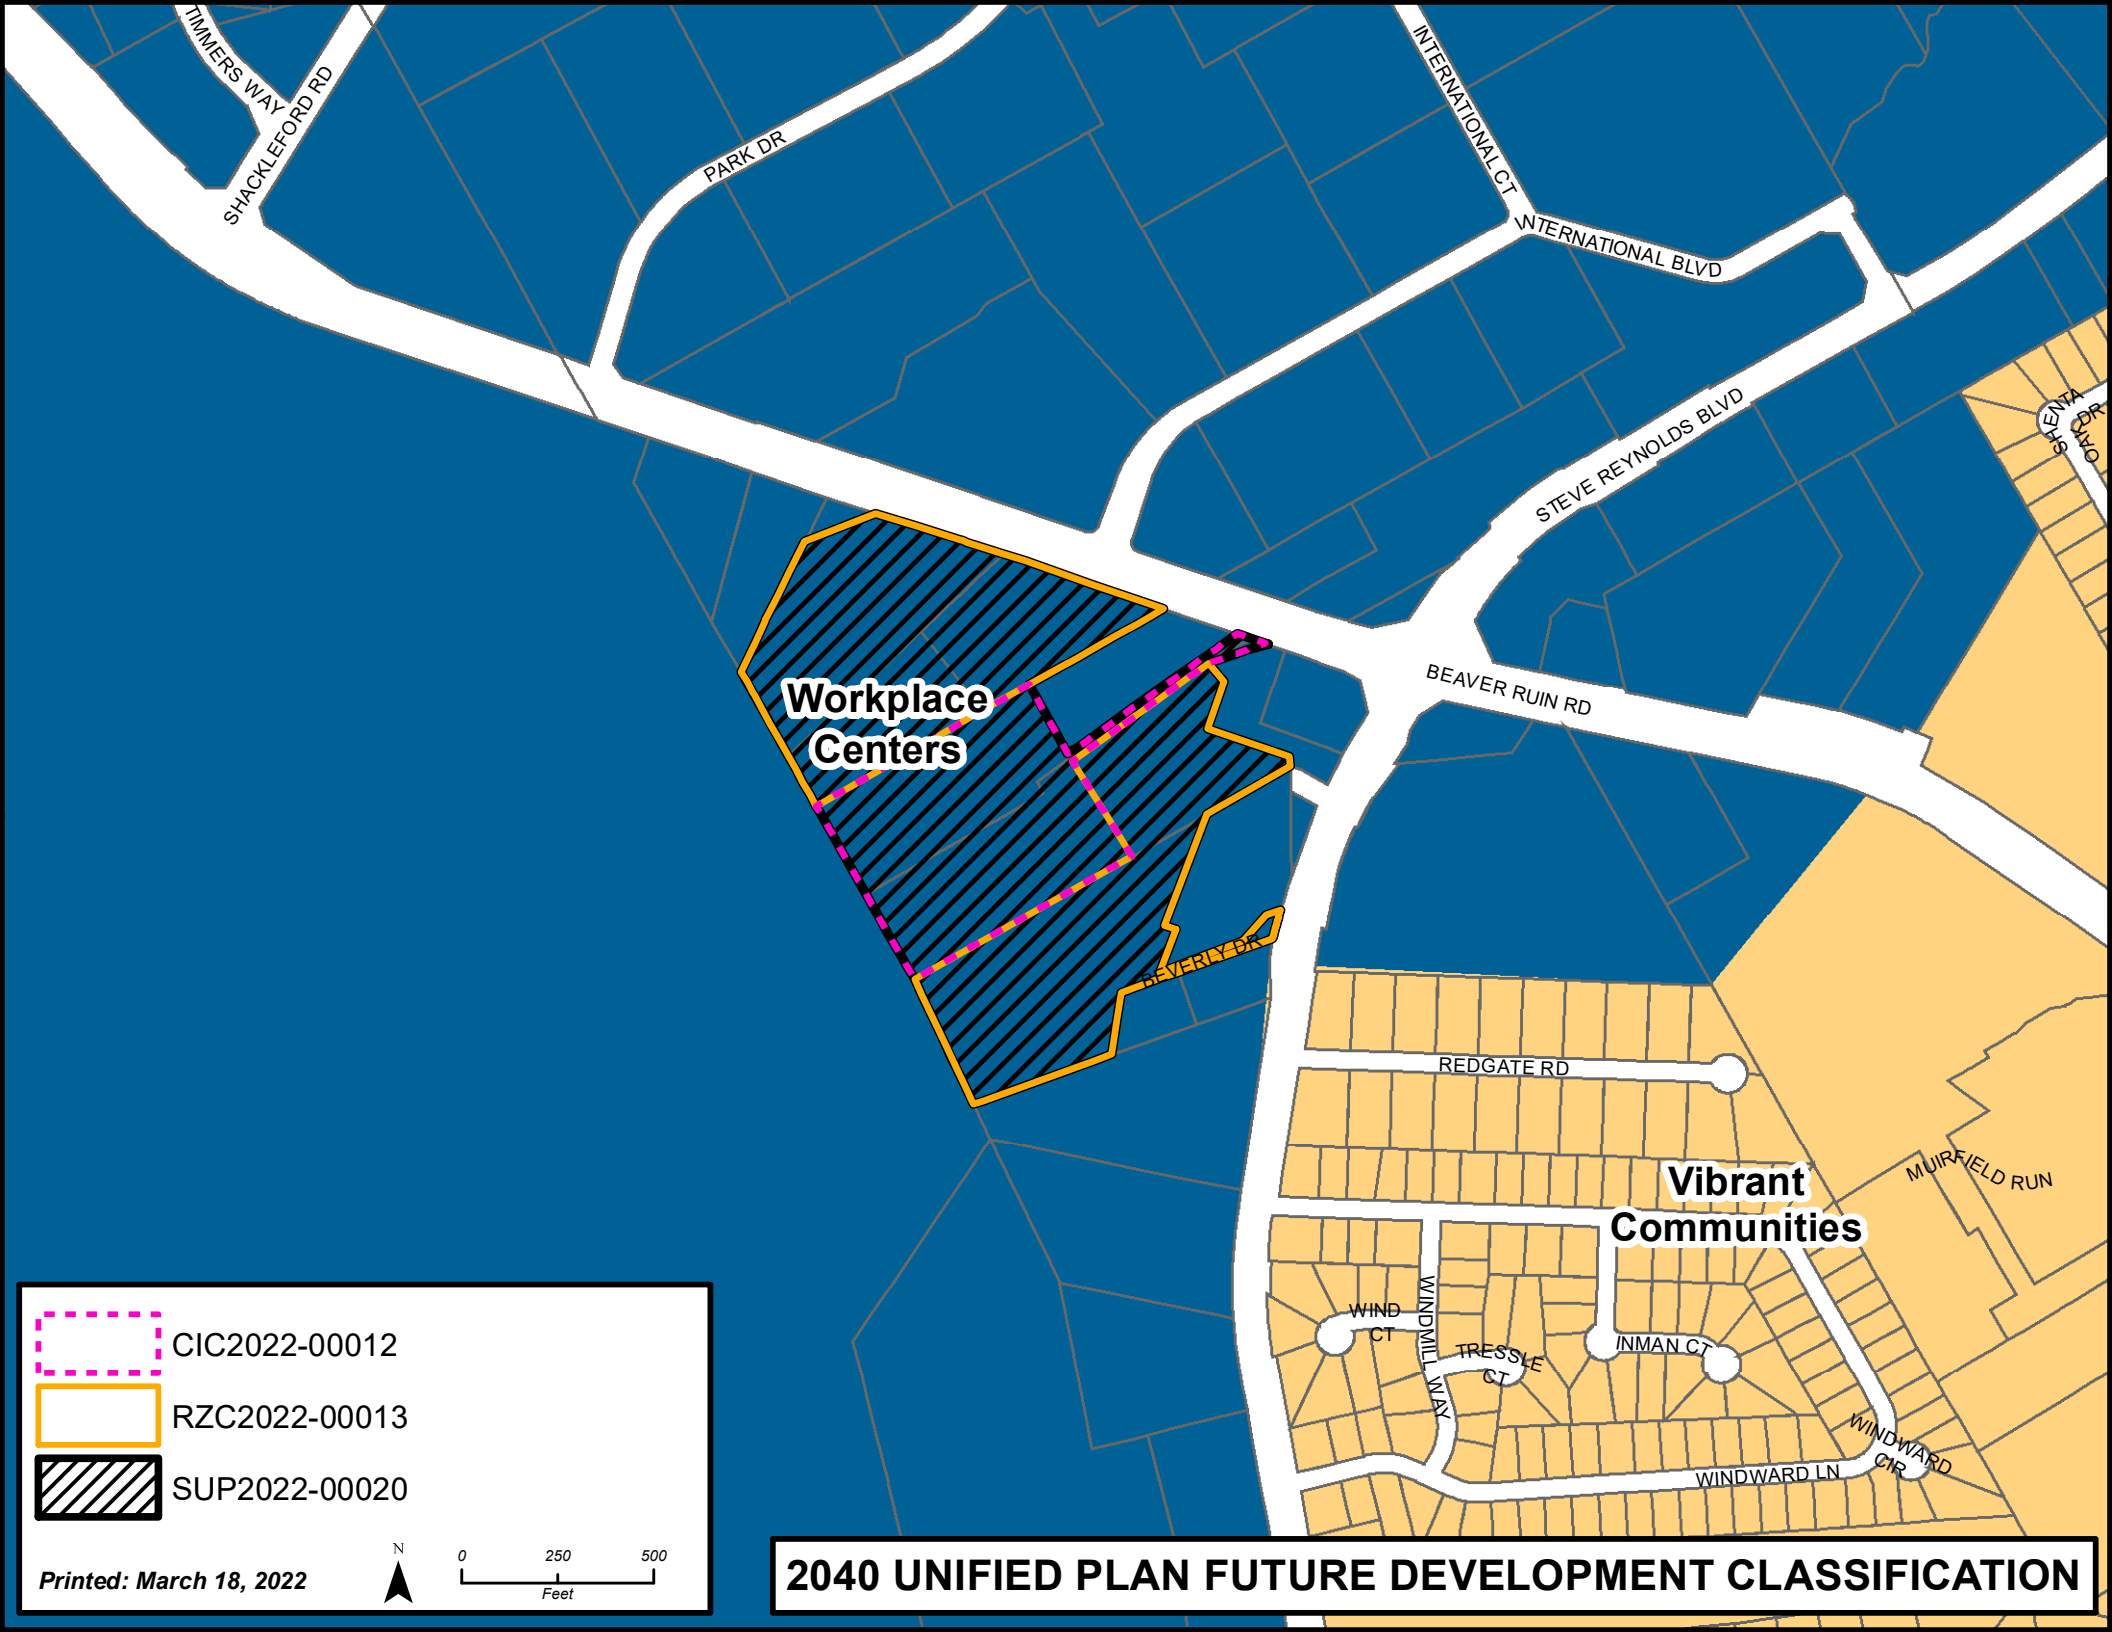 TIMMERS WAY
SHACKLEFORD RD
PARK DR
INTERNATIONAL CT
INTERNATIONAL BLVD
STEVE REYNOLDS BLVD
SHENTA
OAK DR
BEAVER RUIN RD
Workplace
Centers
BEVERLY DR
REDGATE RD
MUIRFIELD RUN
Vibrant
Communities
WIND
CT
WINDMILL WAY
TRESSLE
CT
INMAN CT
WINDWARD
CIR
WINDWARD LN
CIC2022-00012
RZC2022-00013
SUP2022-00020
Printed: March 18, 2022
N
0 250 500
Feet
2040 UNIFIED PLAN FUTURE DEVELOPMENT CLASSIFICATION